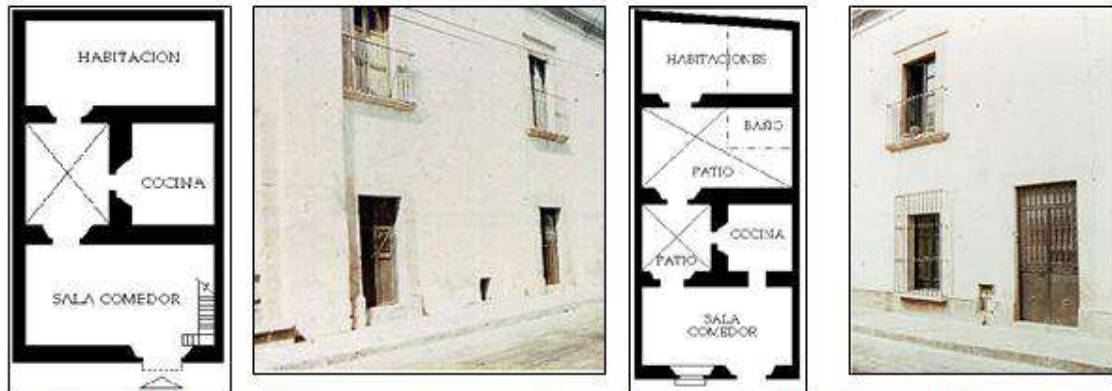 HABITACION
COCINA
SALA COMEDOR
HABITACIONES
BAÑO
PATIO
COCINA
PATIO
SALA
COMEDOR